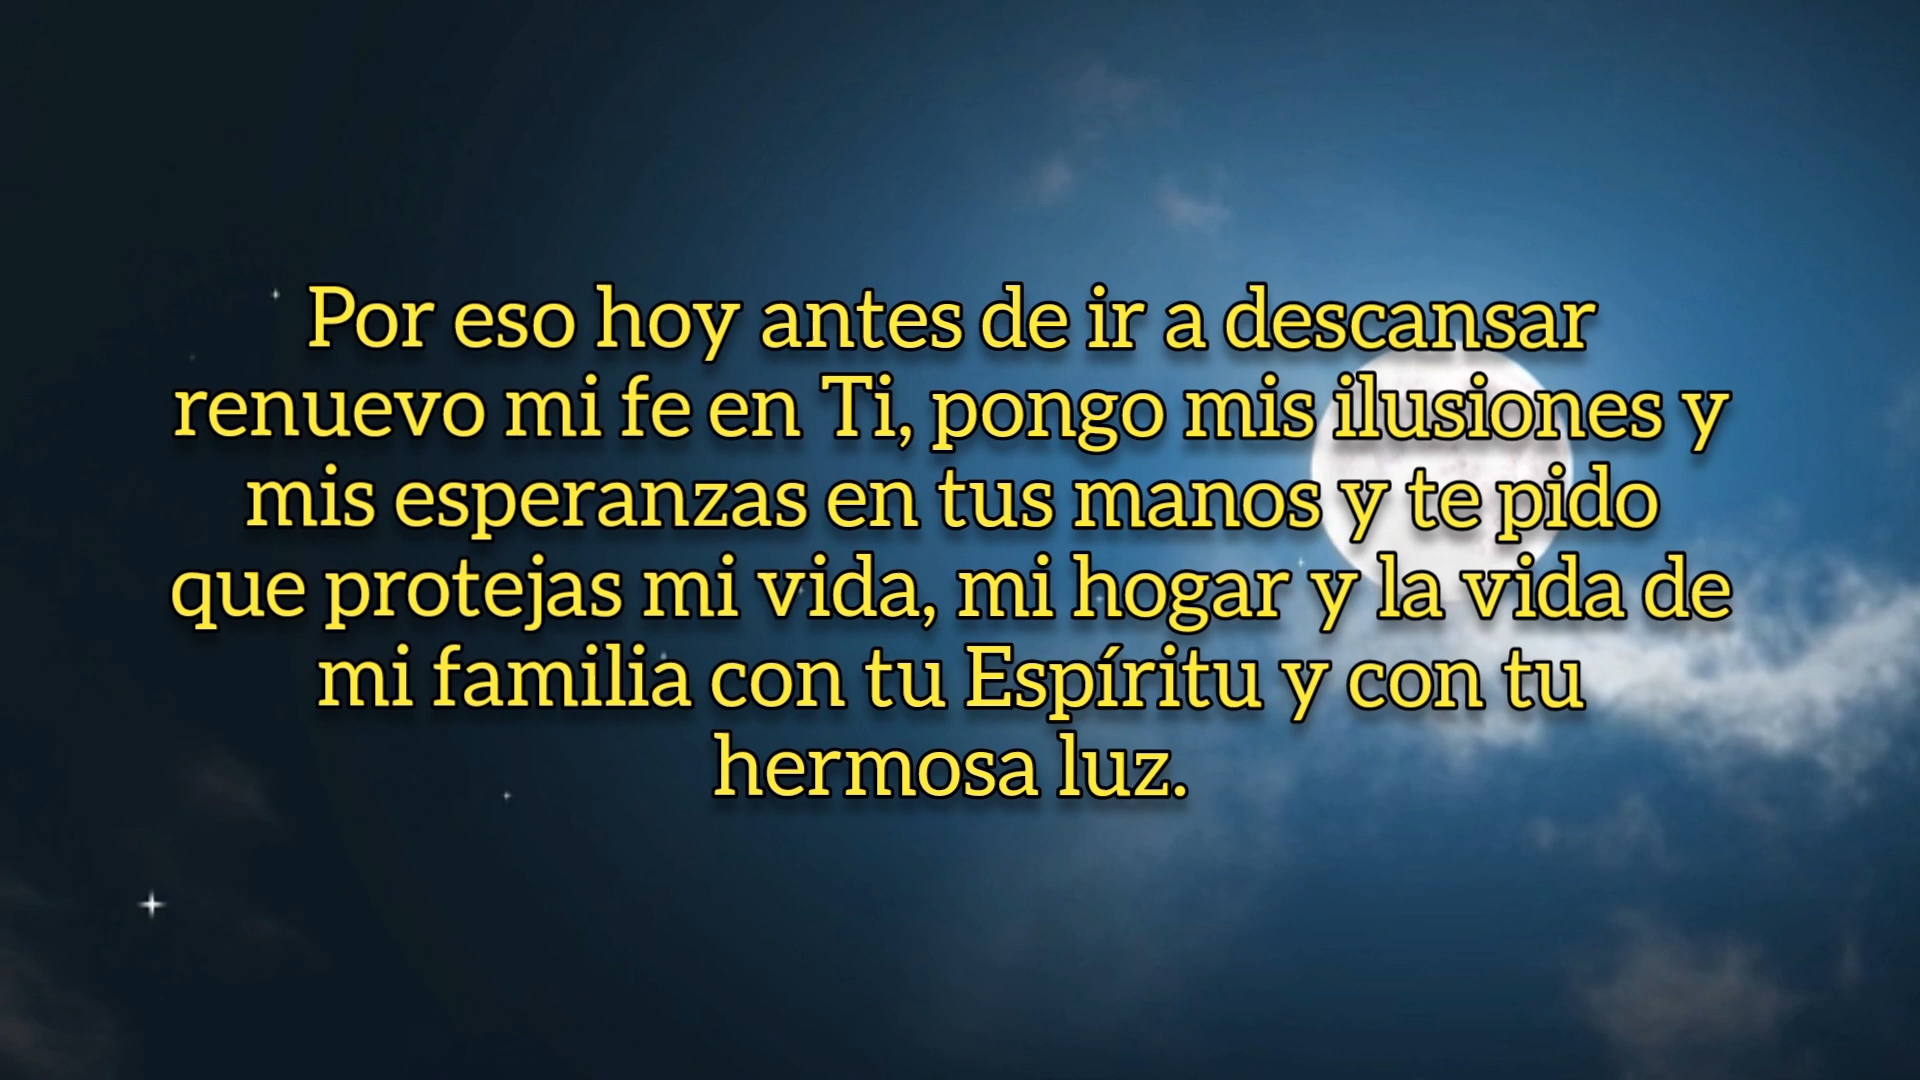 Por eso hoy antes de ir a descansar
renuevo mi fe en Ti, pongo mis ilusiones y
mis esperanzas en tus manos y te pido
que protejas mi vida, mi hogar y la vida de
mi familia con tu Espíritu y con tu
hermosa luz.